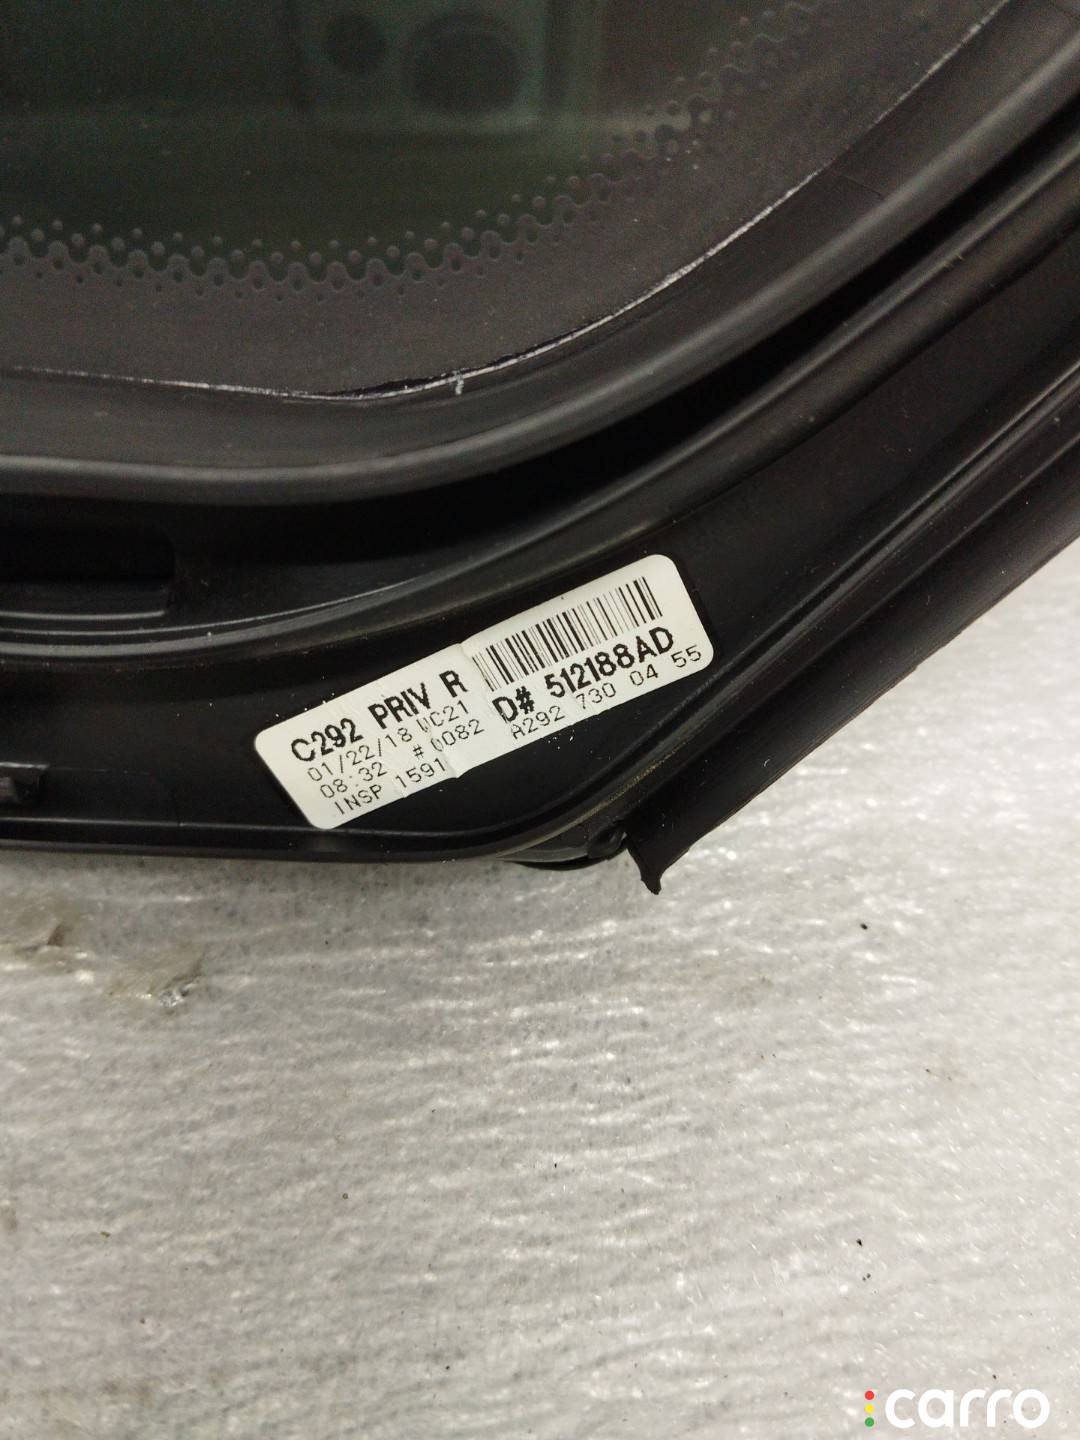 C292 PRIV R
01/22/18 WC21
08:32 #0082
INSP 1591
D# 512188AD
A292 730 04 55
carro